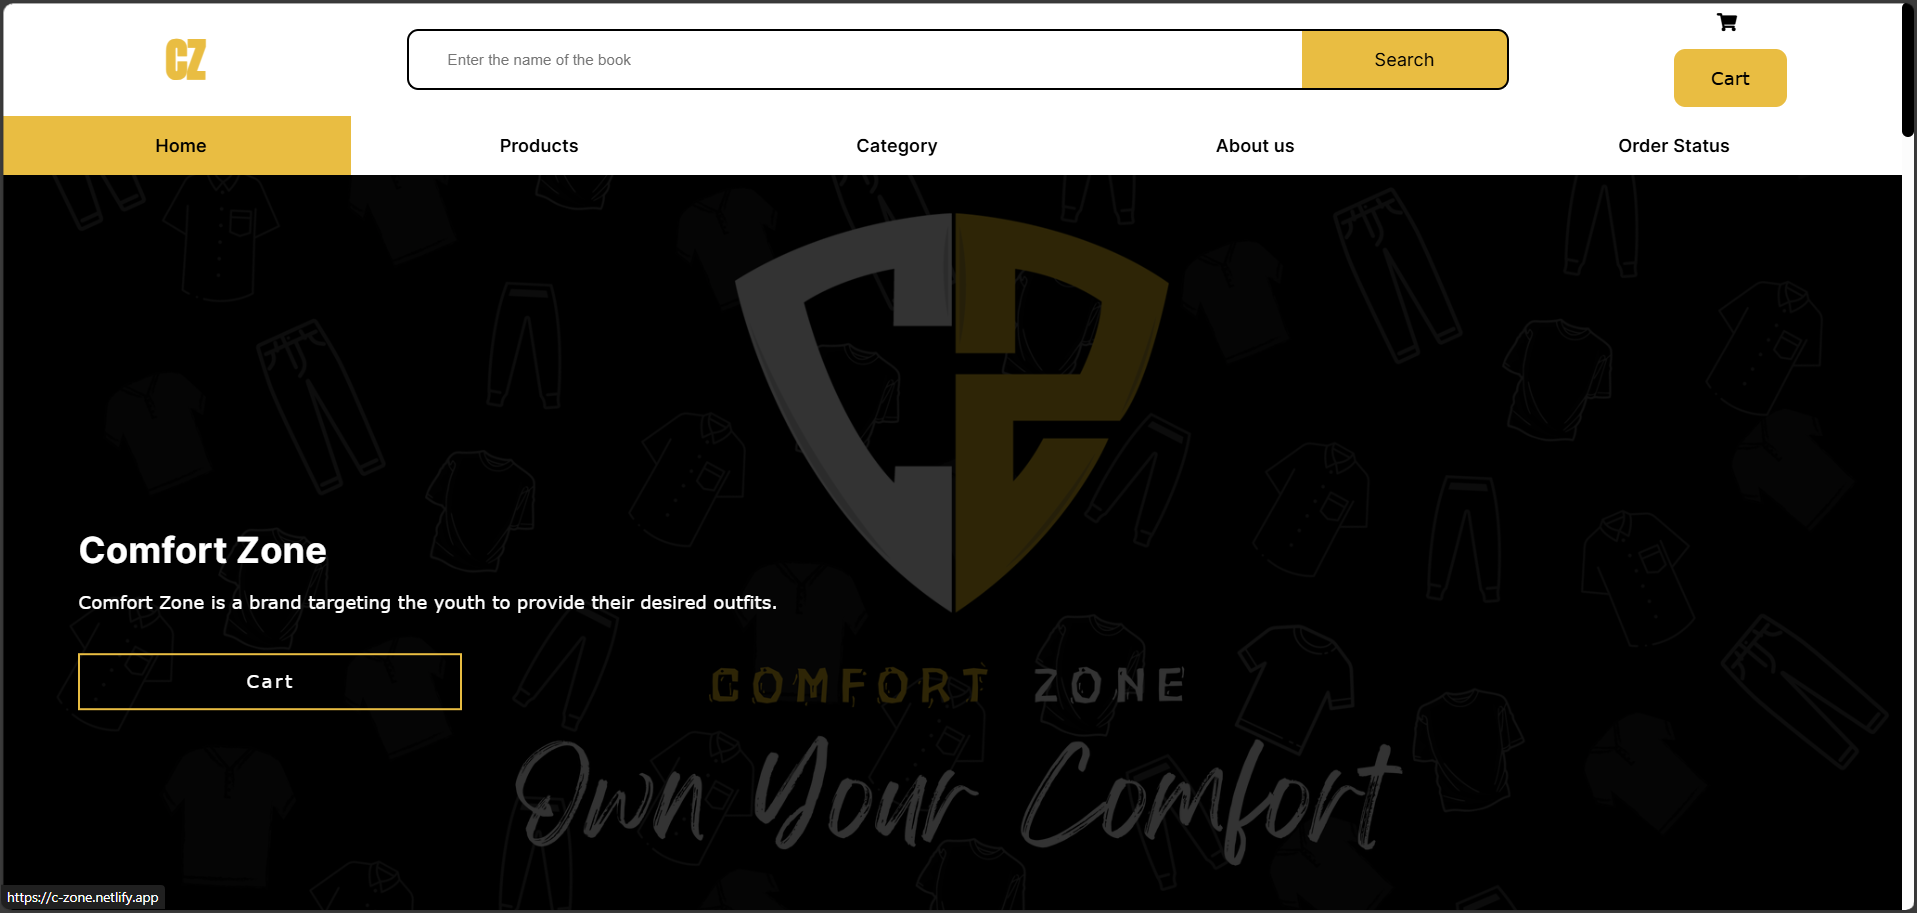 CZ
Enter the name of the book
Search
Cart
Home
Products
Category
About us
Order Status
CZ
Comfort Zone
Comfort Zone is a brand targeting the youth to provide their desired outfits.
Cart
COMFORT ZONE
Own Your Comfort
https://c-zone.netlify.app